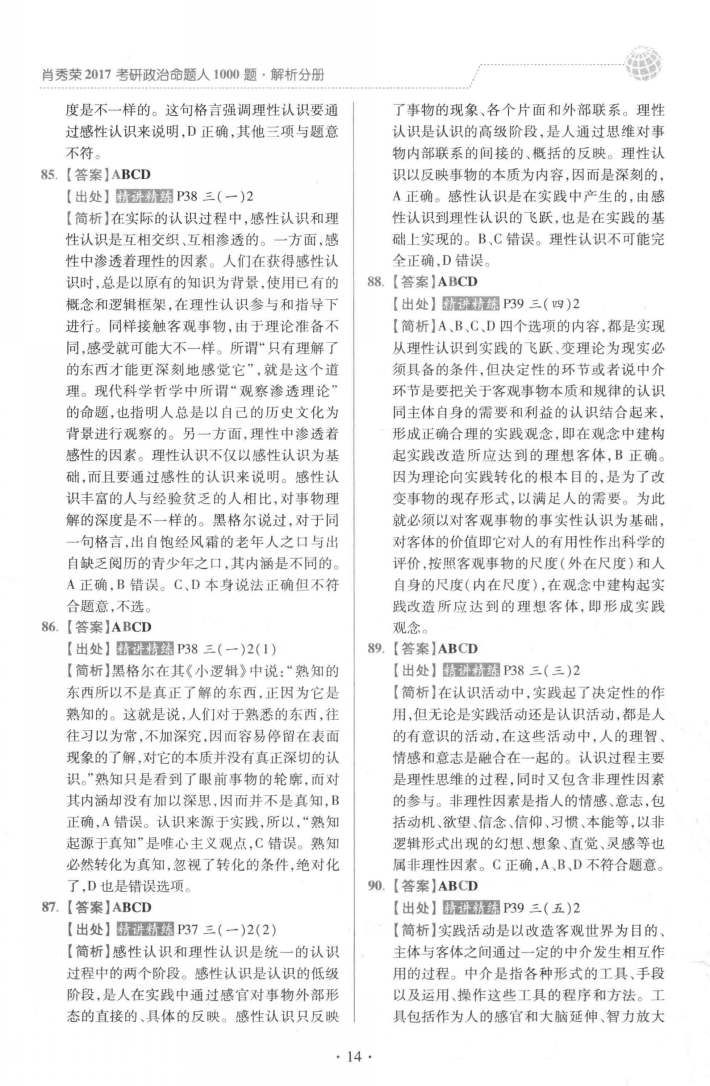 肖秀荣2017考研政治命题人1000题·解析分册
度是不一样的。这句格言强调理性认识要通
过感性认识来说明,D正确,其他三项与题意
不符。
85.【答案】ABCD
【出处】精讲精练P38 三(一)2
【简析】在实际的认识过程中,感性认识和理
性认识是互相交织、互相渗透的。一方面,感
性中渗透着理性的因素。人们在获得感性认
识时,总是以原有的知识为背景,使用已有的
概念和逻辑框架,在理性认识参与和指导下
进行。同样接触客观事物,由于理论准备不
同,感受就可能大不一样。所谓“只有理解了
的东西才能更深刻地感觉它”,就是这个道
理。现代科学哲学中所谓“观察渗透理论”
的命题,也指明人总是以自己的历史文化为
背景进行观察的。另一方面,理性中渗透着
感性的因素。理性认识不仅以感性认识为基
础,而且要通过感性的认识来说明。感性认
识丰富的人与经验贫乏的人相比,对事物理
解的深度是不一样的。黑格尔说过,对于同
一句格言,出自饱经风霜的老年人之口与出
自缺乏阅历的青少年之口,其内涵是不同的。
A正确,B错误。C、D本身说法正确但不符
合题意,不选。
86.【答案】ABCD
【出处】精讲精练P38 三(一)2(1)
【简析】黑格尔在其《小逻辑》中说:“熟知的
东西所以不是真正了解的东西,正因为它是
熟知的。这就是说,人们对于熟悉的东西,往
往习以为常,不加深究,因而容易停留在表面
现象的了解,对它的本质并没有真正深切的认
识。”熟知只是看到了眼前事物的轮廓,而对
其内涵却没有加以深思,因而并不是真知,B
正确,A错误。认识来源于实践,所以,“熟知
起源于真知”是唯心主义观点,C错误。熟知
必然转化为真知,忽视了转化的条件,绝对化
了,D也是错误选项。
87.【答案】ABCD
【出处】精讲精练P37 三(一)2(2)
【简析】感性认识和理性认识是统一的认识
过程中的两个阶段。感性认识是认识的低级
阶段,是人在实践中通过感官对事物外部形
态的直接的、具体的反映。感性认识只反映
了事物的现象、各个片面和外部联系。理性
认识是认识的高级阶段,是人通过思维对事
物内部联系的间接的、概括的反映。理性认
识以反映事物的本质为内容,因而是深刻的,
A正确。感性认识是在实践中产生的,由感
性认识到理性认识的飞跃,也是在实践的基
础上实现的。B、C错误。理性认识不可能完
全正确,D错误。
88.【答案】ABCD
【出处】精讲精练P39 三(四)2
【简析】A、B、C、D四个选项的内容,都是实现
从理性认识到实践的飞跃、变理论为现实必
须具备的条件,但决定性的环节或者说中介
环节是要把关于客观事物本质和规律的认识
同主体自身的需要和利益的认识结合起来,
形成正确合理的实践观念,即在观念中建构
起实践改造所应达到的理想客体,B正确。
因为理论向实践转化的根本目的,是为了改
变事物的现存形式,以满足人的需要。为此
就必须以对客观事物的事实性认识为基础,
对客体的价值即它对人的有用性作出科学的
评价,按照客观事物的尺度(外在尺度)和人
自身的尺度(内在尺度),在观念中建构起实
践改造所应达到的理想客体,即形成实践
观念。
89.【答案】ABCD
【出处】精讲精练P38 三(三)2
【简析】在认识活动中,实践起了决定性的作
用,但无论是实践活动还是认识活动,都是人
的有意识的活动,在这些活动中,人的理智、
情感和意志是融合在一起的。认识过程主要
是理性思维的过程,同时又包含非理性因素
的参与。非理性因素是指人的情感、意志,包
括动机、欲望、信念、信仰、习惯、本能等,以非
逻辑形式出现的幻想、想象、直觉、灵感等也
属非理性因素。C正确,A、B、D不符合题意。
90.【答案】ABCD
【出处】精讲精练P39 三(五)2
【简析】实践活动是以改造客观世界为目的、
主体与客体之间通过一定的中介发生相互作
用的过程。中介是指各种形式的工具、手段
以及运用、操作这些工具的程序和方法。工
具包括作为人的感官和大脑延伸、智力放大
·14·